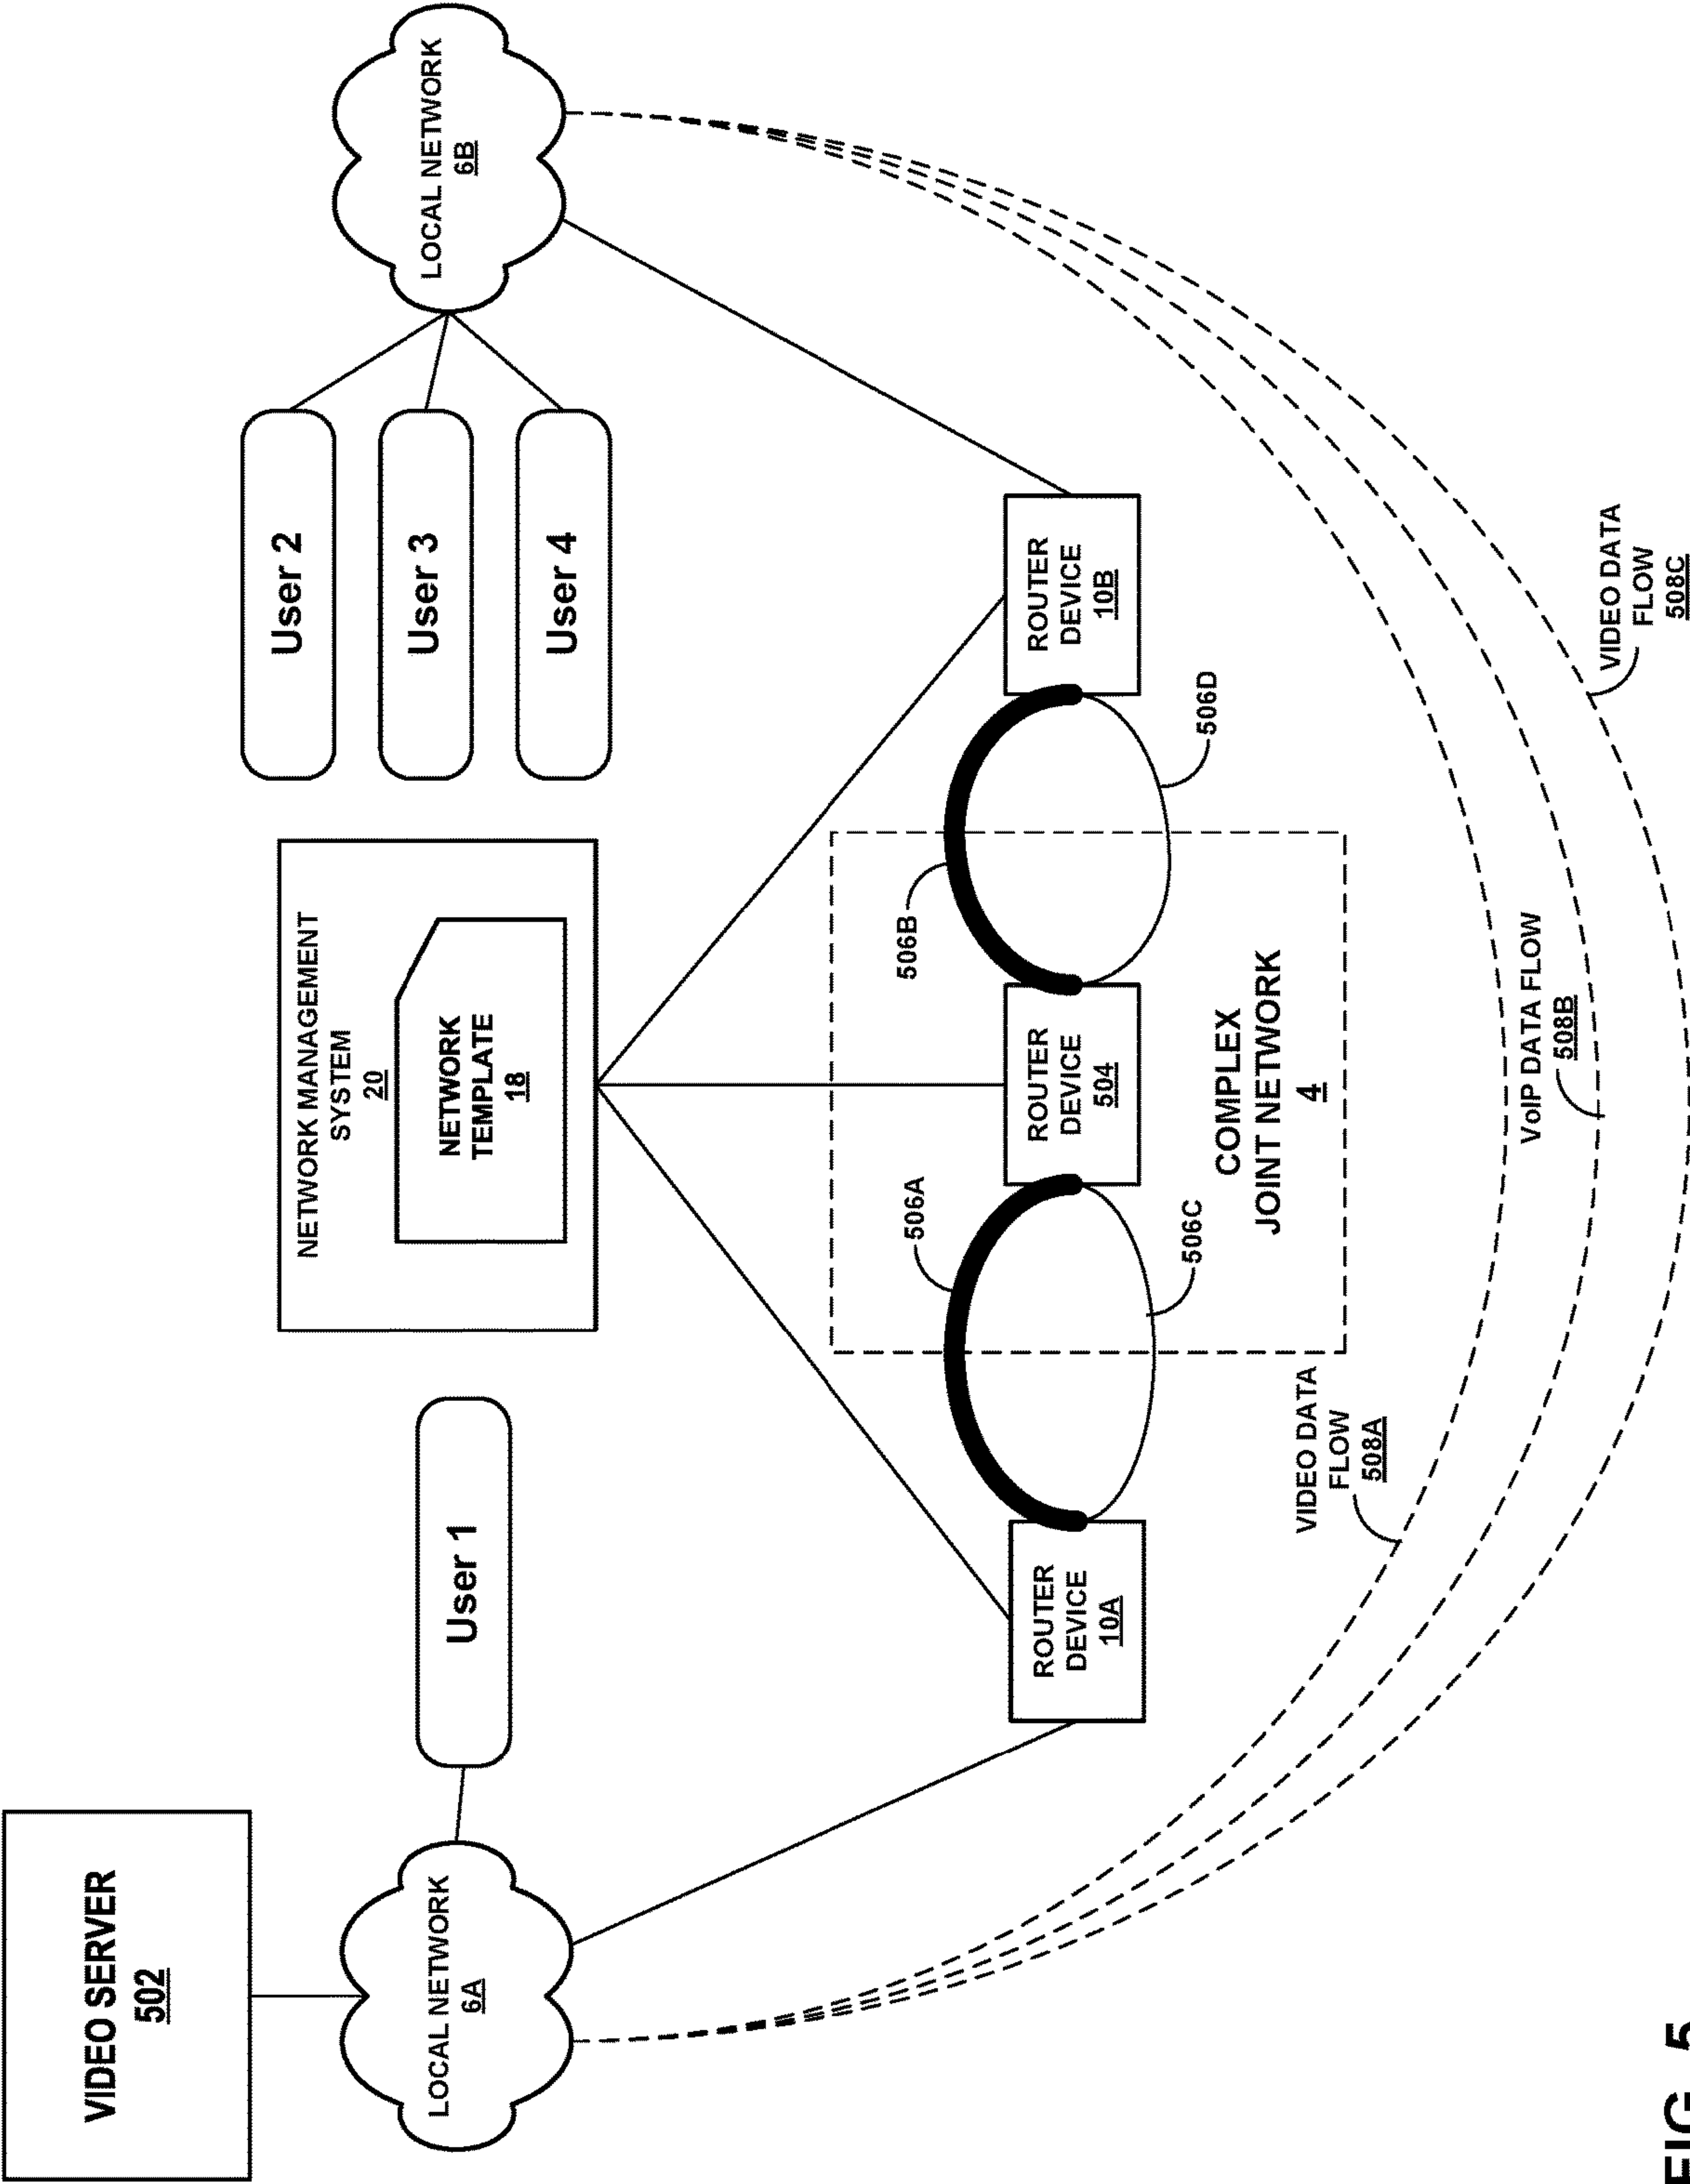 VIDEO SERVER
502
LOCAL NETWORK
6A
User 1
NETWORK MANAGEMENT
SYSTEM
20
NETWORK
TEMPLATE
18
User 2
User 3
User 4
LOCAL NETWORK
6B
ROUTER
DEVICE
10A
506A
506C
ROUTER
DEVICE
504
506B
506D
ROUTER
DEVICE
10B
COMPLEX
JOINT NETWORK
4
VIDEO DATA
FLOW
508A
VoIP DATA FLOW
508B
VIDEO DATA
FLOW
508C
FIG. 5